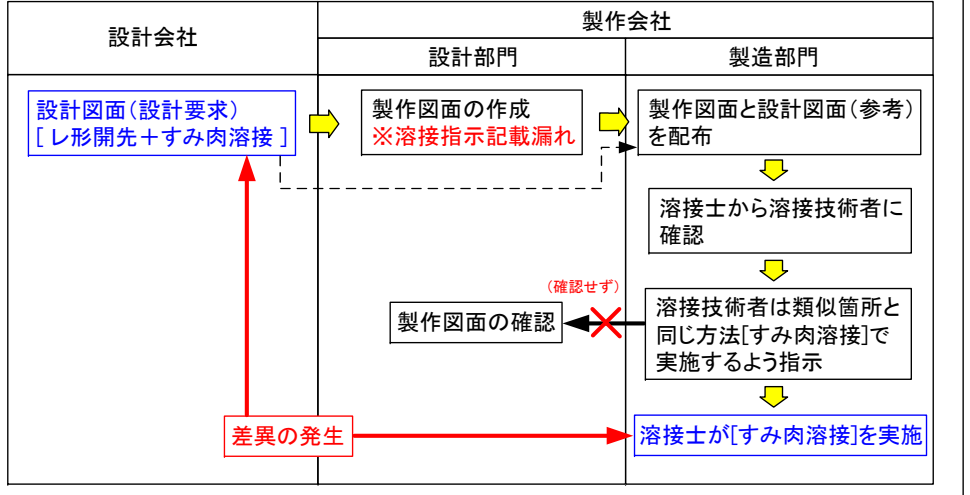 設計会社
製作会社
設計部門
製造部門
設計図面(設計要求)
[ レ形開先+すみ肉溶接 ]
製作図面の作成
※溶接指示記載漏れ
製作図面と設計図面(参考)
を配布
溶接士から溶接技術者に
確認
(確認せず)
製作図面の確認
溶接技術者は類似箇所と
同じ方法[すみ肉溶接]で
実施するよう指示
差異の発生
溶接士が[すみ肉溶接]を実施